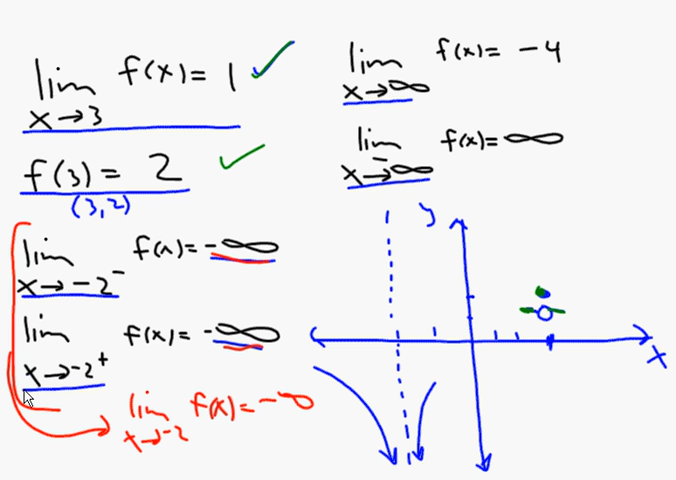 lim f(x) = 1 ✓
x→3
f(3) = 2 ✓
(3,2)
lim f(x) = -∞
x→-2⁻
lim f(x) = -∞
x→-2⁺
lim f(x) = -∞
x→-2
lim f(x) = -4
x→∞
lim f(x) = ∞
x→-∞
y
x